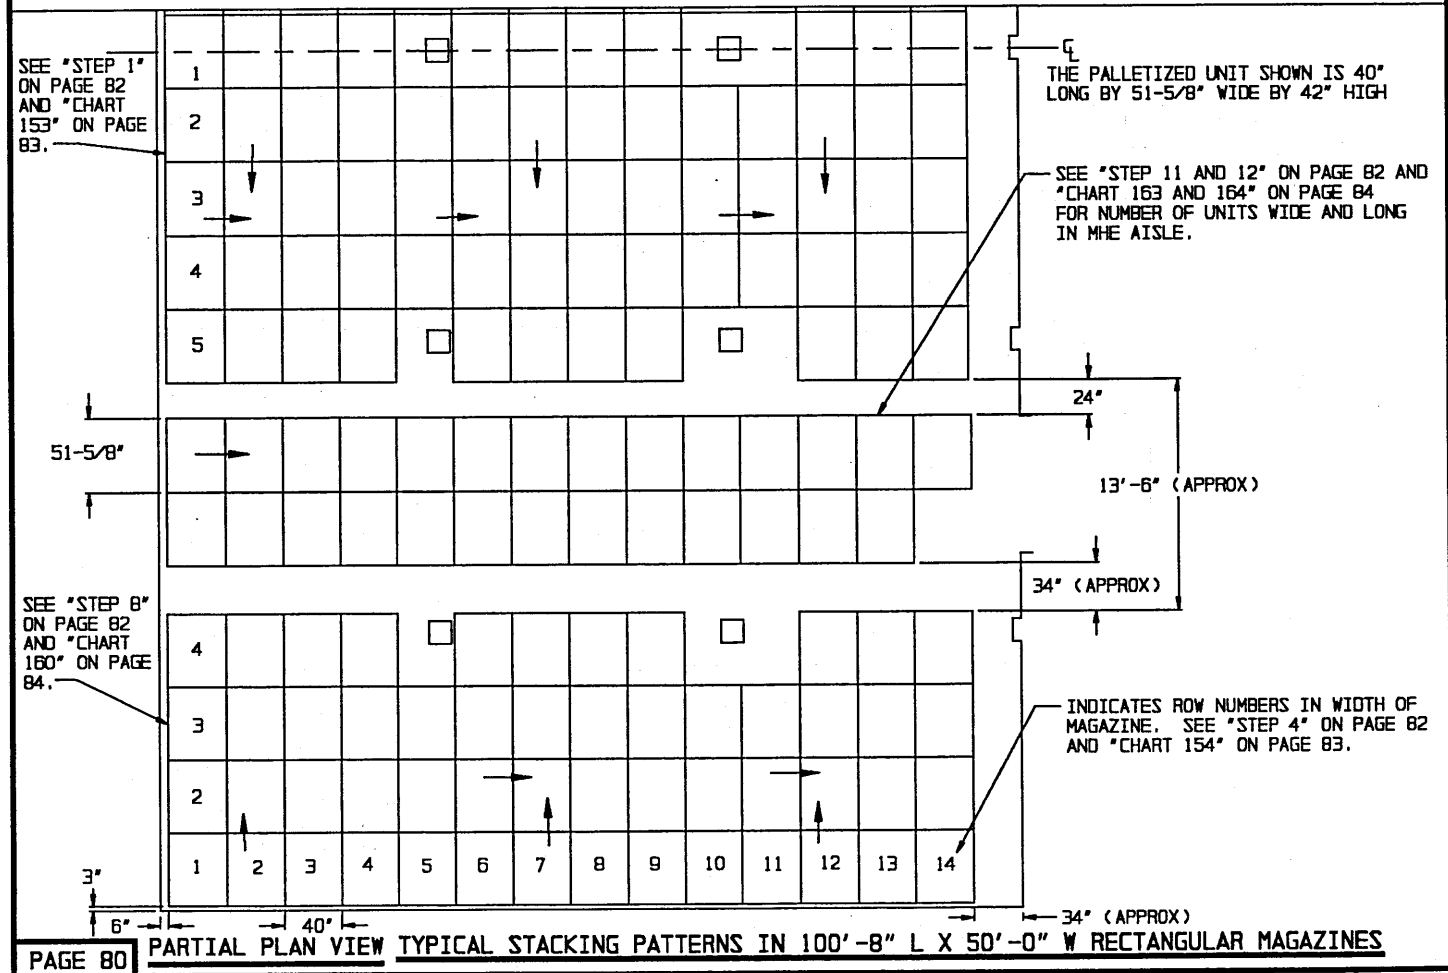 SEE "STEP 1"
ON PAGE 82
AND "CHART
153" ON PAGE
83.
1
2
3
4
5
℄
THE PALLETIZED UNIT SHOWN IS 40"
LONG BY 51-5/8" WIDE BY 42" HIGH
SEE "STEP 11 AND 12" ON PAGE 82 AND
"CHART 163 AND 164" ON PAGE 84
FOR NUMBER OF UNITS WIDE AND LONG
IN MHE AISLE.
24"
51-5/8"
13'-6" (APPROX)
34" (APPROX)
SEE "STEP 8"
ON PAGE 82
AND "CHART
160" ON PAGE
84.
4
3
2
INDICATES ROW NUMBERS IN WIDTH OF
MAGAZINE. SEE "STEP 4" ON PAGE 82
AND "CHART 154" ON PAGE 83.
1 2 3 4 5 6 7 8 9 10 11 12 13 14
3"
6" 40" 34" (APPROX)
PAGE 80 PARTIAL PLAN VIEW TYPICAL STACKING PATTERNS IN 100'-8" L X 50'-0" W RECTANGULAR MAGAZINES